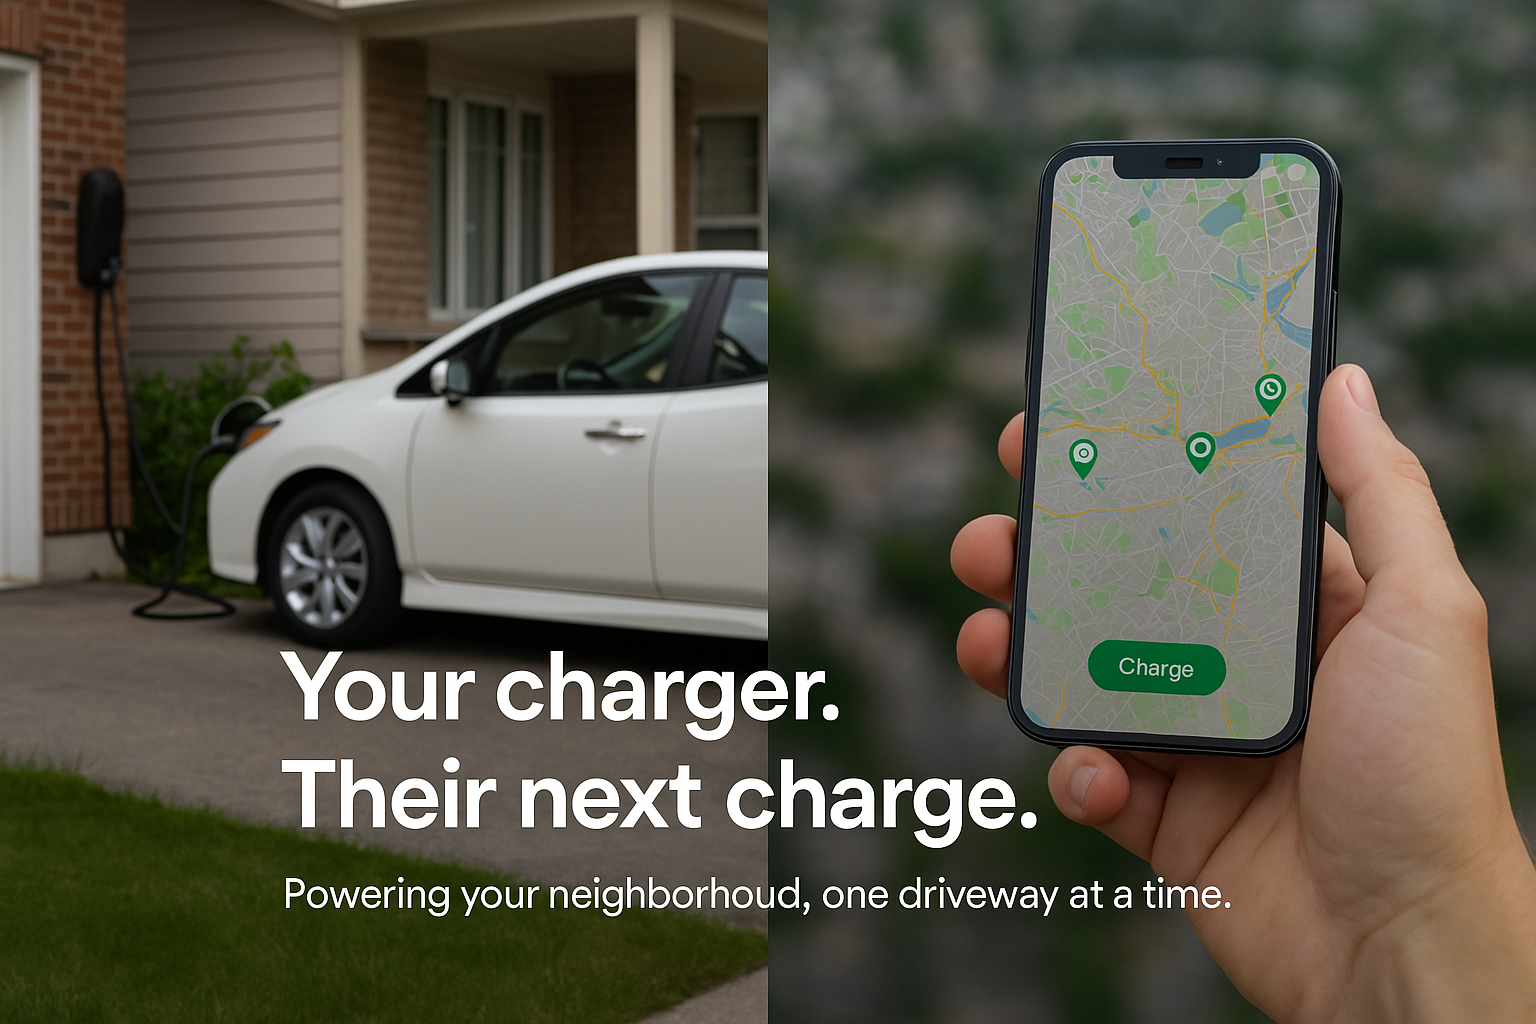 Charge
Your charger.
Their next charge.
Powering your neighborhoud, one driveway at a time.